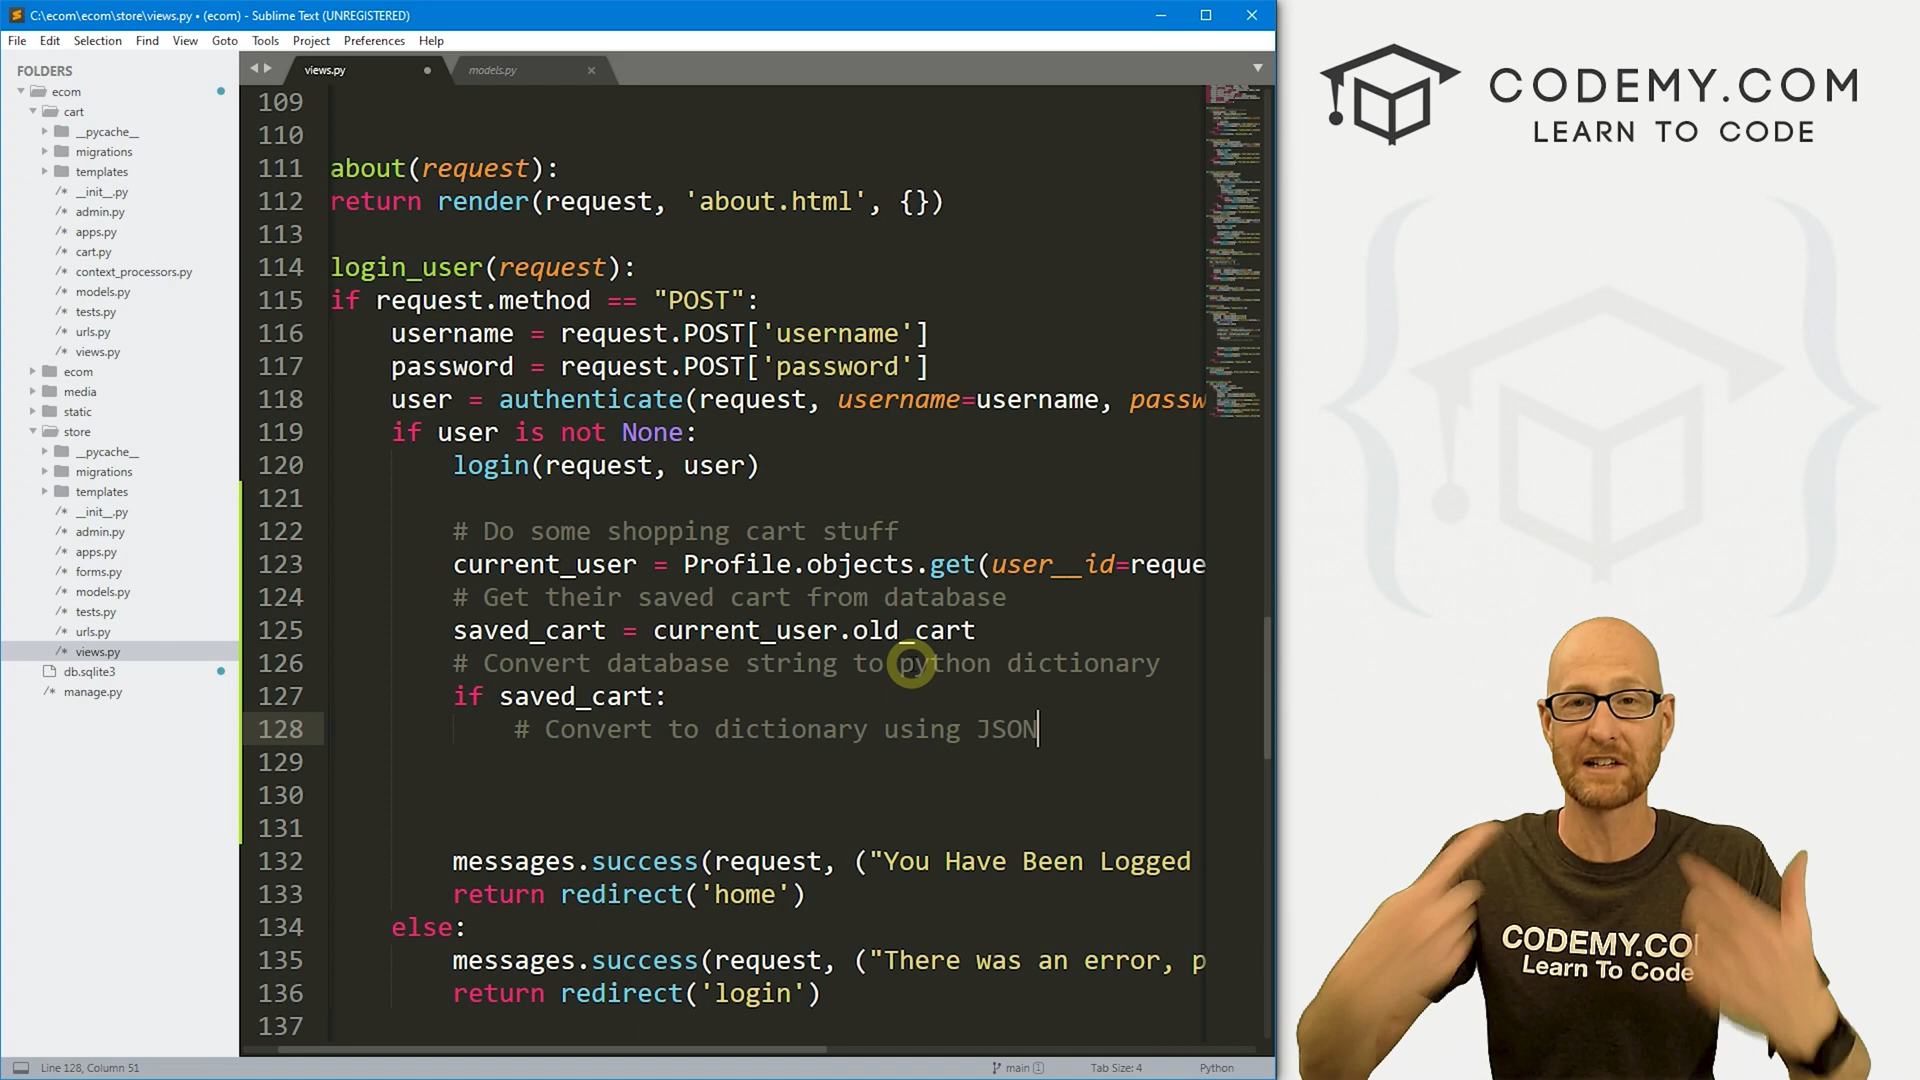 C:\ecom\ecom\store\views.py • (ecom) - Sublime Text (UNREGISTERED)
File Edit Selection Find View Goto Tools Project Preferences Help
FOLDERS
ecom
cart
__pycache__
migrations
templates
__init__.py
admin.py
apps.py
cart.py
context_processors.py
models.py
tests.py
urls.py
views.py
ecom
media
static
store
__pycache__
migrations
templates
__init__.py
admin.py
apps.py
forms.py
models.py
tests.py
urls.py
views.py
db.sqlite3
manage.py
views.py models.py
109
110
111 about(request):
112 return render(request, 'about.html', {})
113
114 login_user(request):
115 if request.method == "POST":
116 username = request.POST['username']
117 password = request.POST['password']
118 user = authenticate(request, username=username, passw
119 if user is not None:
120 login(request, user)
121
122 # Do some shopping cart stuff
123 current_user = Profile.objects.get(user__id=reque
124 # Get their saved cart from database
125 saved_cart = current_user.old_cart
126 # Convert database string to python dictionary
127 if saved_cart:
128 # Convert to dictionary using JSON
129
130
131
132 messages.success(request, ("You Have Been Logged
133 return redirect('home')
134 else:
135 messages.success(request, ("There was an error, p
136 return redirect('login')
137
Line 128, Column 51 main 1 Tab Size: 4 Python
CODEMY.COM
LEARN TO CODE
CODEMY.CO
Learn To Code